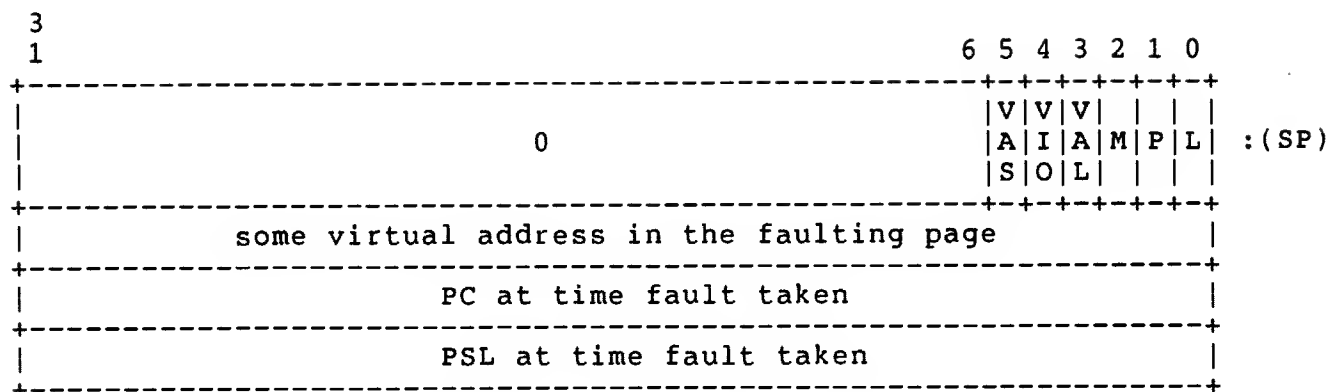 3
1 6 5 4 3 2 1 0
+-----------------------------------------------------+-+-+-+-+-+-+
| |V|V|V| | | |
| 0 |A|I|A|M|P|L| :(SP)
| |S|O|L| | | |
+-----------------------------------------------------+-+-+-+-+-+-+
| some virtual address in the faulting page |
+-----------------------------------------------------------------+
| PC at time fault taken |
+-----------------------------------------------------------------+
| PSL at time fault taken |
+-----------------------------------------------------------------+